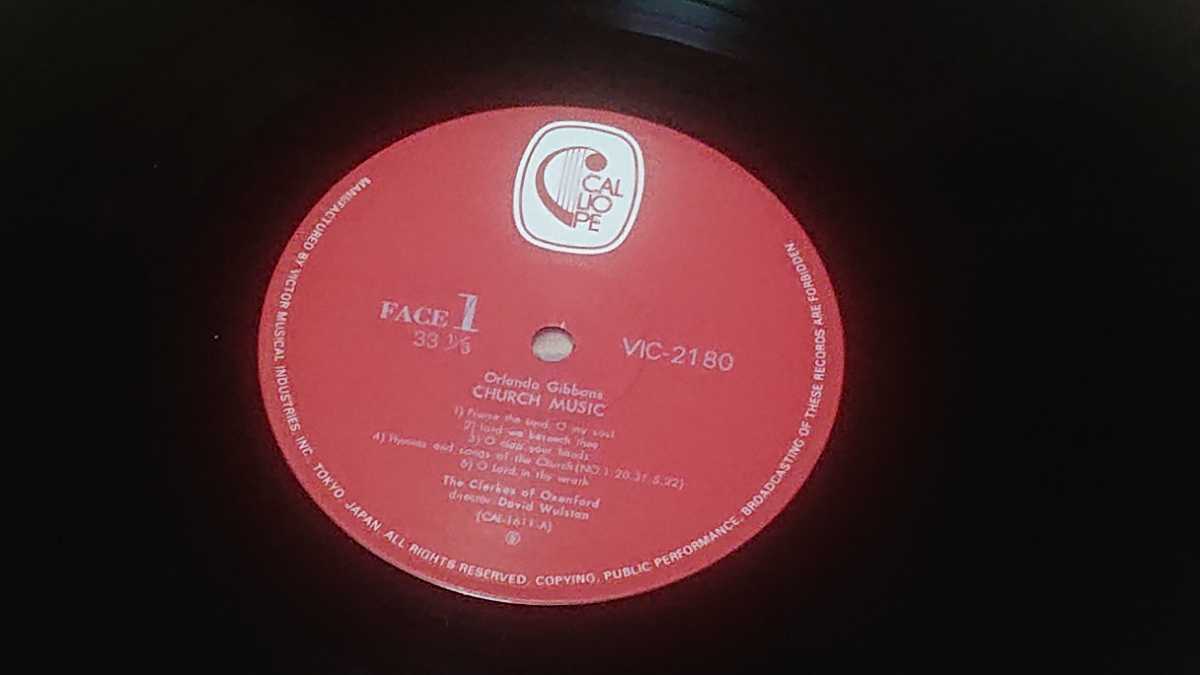 CAL
LIO
PE
FACE 1
33 1/3
VIC-2180
Orlando Gibbons
CHURCH MUSIC
1) Praise the Lord, O my soul
2) Lord we beseech thee
3) O clap your hands
4) Hymnes and songs of the Church (NO.1.20.31.5.22)
5) O Lord in thy wrath
The Clerkes of Oxenford
director: David Wulstan
(CAL-1611-A)
Ⓟ
MANUFACTURED BY VICTOR MUSICAL INDUSTRIES, INC. TOKYO, JAPAN. ALL RIGHTS RESERVED, COPYING, PUBLIC PERFORMANCE, BROADCASTING OF THESE RECORDS ARE FORBIDDEN.